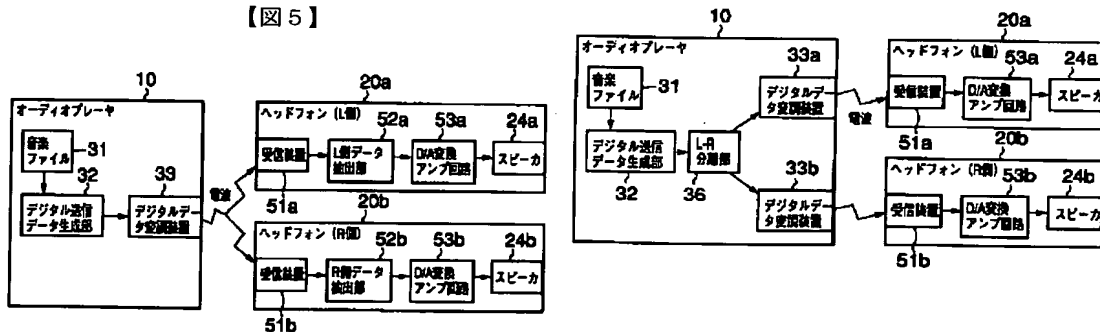 【図5】
10
オーディオプレーヤ
音楽
ファイル
31
32
33
デジタル送信
データ生成部
デジタルデー
タ変調装置
電波
20a
ヘッドフォン (L側)
52a
53a
24a
受信装置
L側データ
抽出部
D/A変換
アンプ回路
スピーカ
51a
20b
ヘッドフォン (R側)
52b
53b
24b
受信装置
R側データ
抽出部
D/A変換
アンプ回路
スピーカ
51b
10
オーディオプレーヤ
33a
音楽
ファイル
31
デジタルデー
タ変調装置
電波
デジタル送信
データ生成部
L-R
分離部
32
36
33b
デジタルデー
タ変調装置
20a
ヘッドフォン (L側)
53a
24a
受信装置
D/A変換
アンプ回路
スピーカ
51a
20b
ヘッドフォン (R側)
53b
24b
受信装置
D/A変換
アンプ回路
スピーカ
51b